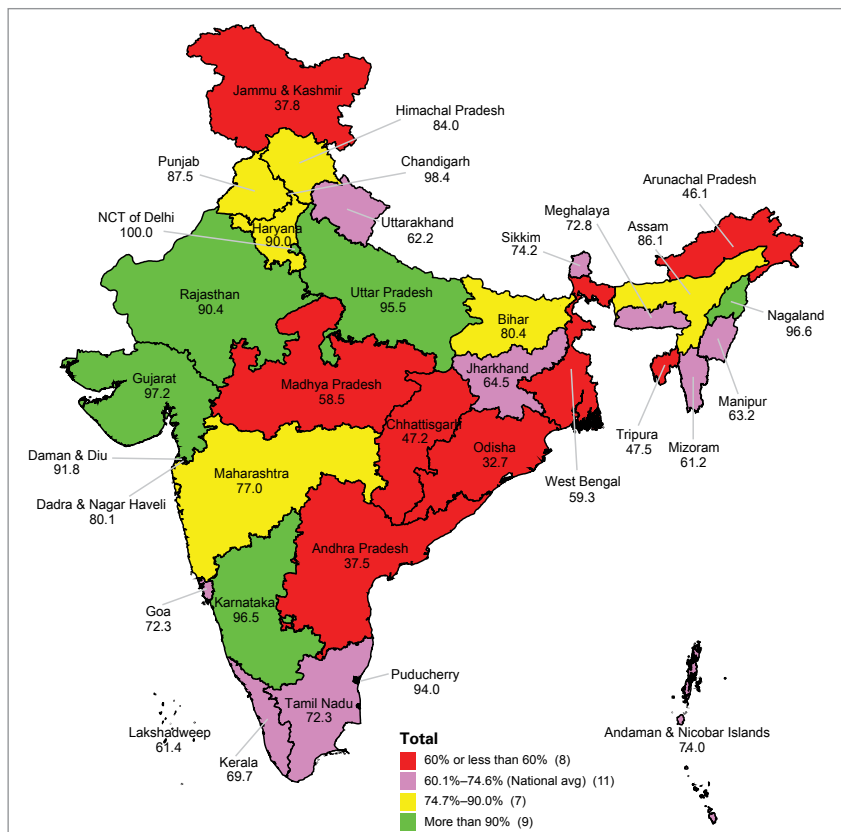 Jammu & Kashmir
37.8
Himachal Pradesh
84.0
Punjab
87.5
Chandigarh
98.4
NCT of Delhi
100.0
Haryana
90.0
Uttarakhand
62.2
Arunachal Pradesh
46.1
Meghalaya
72.8
Assam
86.1
Sikkim
74.2
Rajasthan
90.4
Uttar Pradesh
95.5
Bihar
80.4
Nagaland
96.6
Gujarat
97.2
Madhya Pradesh
58.5
Jharkhand
64.5
Manipur
63.2
Chhattisgarh
47.2
Odisha
32.7
Tripura
47.5
Mizoram
61.2
West Bengal
59.3
Daman & Diu
91.8
Maharashtra
77.0
Dadra & Nagar Haveli
80.1
Andhra Pradesh
37.5
Goa
72.3
Karnataka
96.5
Puducherry
94.0
Tamil Nadu
72.3
Lakshadweep
61.4
Kerala
69.7
Andaman & Nicobar Islands
74.0
Total
60% or less than 60% (8)
60.1%–74.6% (National avg) (11)
74.7%–90.0% (7)
More than 90% (9)